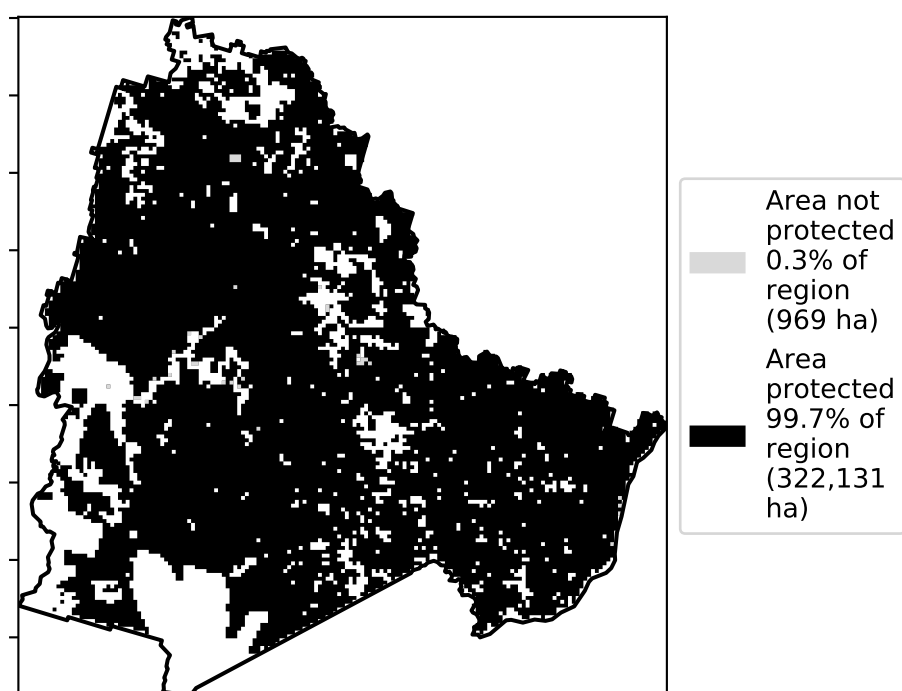 Area not
protected
0.3% of
region
(969 ha)
Area
protected
99.7% of
region
(322,131
ha)